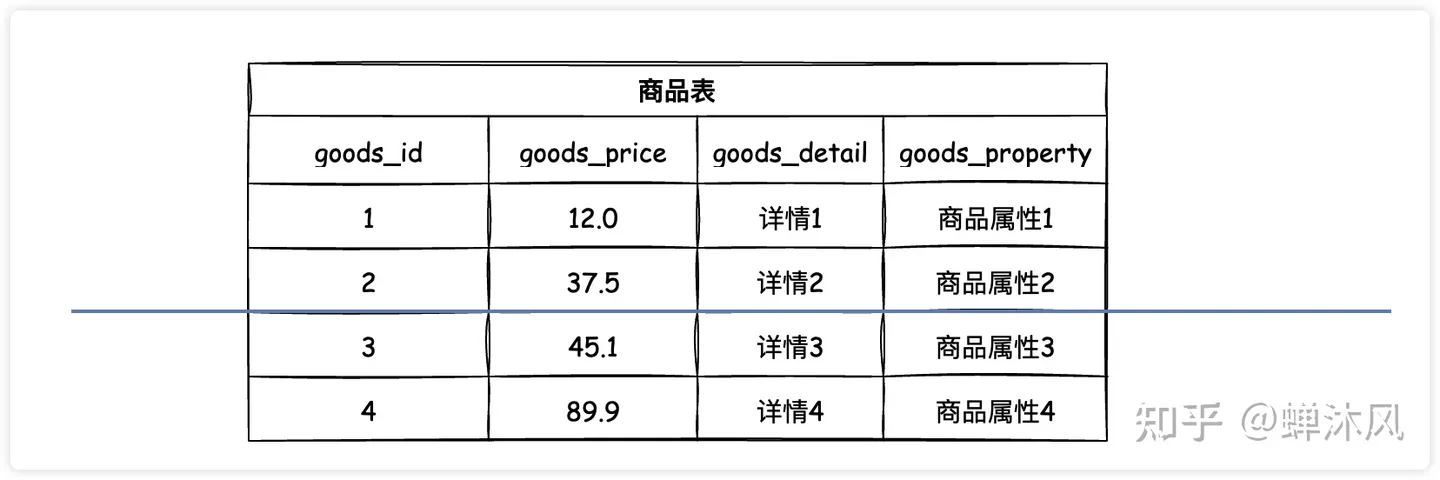 商品表
goods_id goods_price goods_detail goods_property
1 12.0 详情1 商品属性1
2 37.5 详情2 商品属性2
3 45.1 详情3 商品属性3
4 89.9 详情4 商品属性4
知乎 @蝉沐风